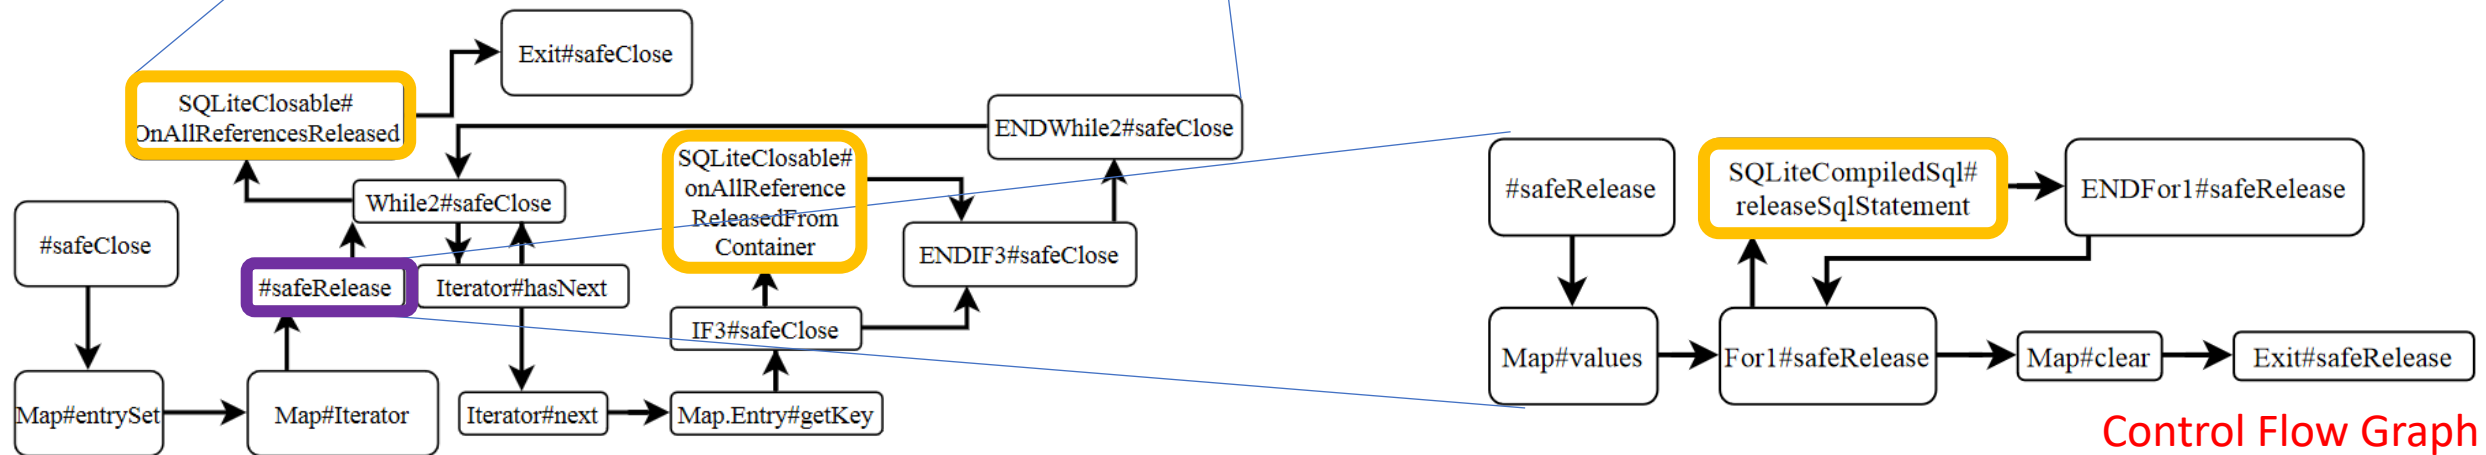 Exit#safeClose
SQLiteClosable#
OnAllReferencesReleased
ENDWhile2#safeClose
SQLiteClosable#
onAllReference
ReleasedFrom
Container
While2#safeClose
#safeClose
ENDIF3#safeClose
#safeRelease
Iterator#hasNext
IF3#safeClose
Map#entrySet
Map#Iterator
Iterator#next
Map.Entry#getKey
#safeRelease
SQLiteCompiledSql#
releaseSqlStatement
ENDFor1#safeRelease
Map#values
For1#safeRelease
Map#clear
Exit#safeRelease
Control Flow Graph